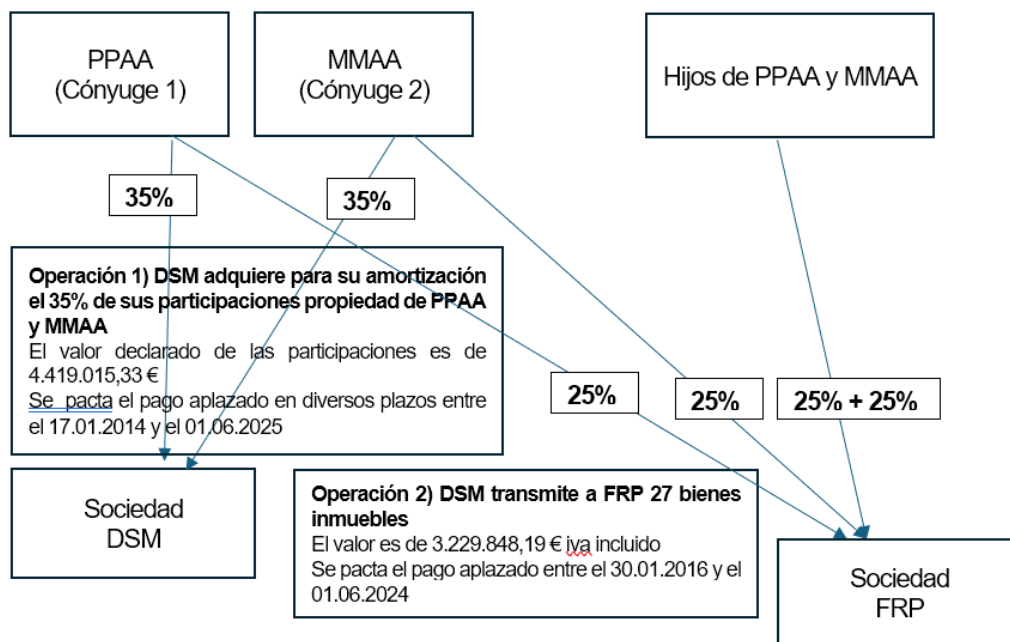 PPAA
(Cónyuge 1)
MMAA
(Cónyuge 2)
Hijos de PPAA y MMAA
35%
35%
Operación 1) DSM adquiere para su amortización
el 35% de sus participaciones propiedad de PPAA
y MMAA
El valor declarado de las participaciones es de
4.419.015,33 €
Se pacta el pago aplazado en diversos plazos entre
el 17.01.2014 y el 01.06.2025
25%
25%
25% + 25%
Sociedad
DSM
Operación 2) DSM transmite a FRP 27 bienes
inmuebles
El valor es de 3.229.848,19 € iva incluido
Se pacta el pago aplazado entre el 30.01.2016 y el
01.06.2024
Sociedad
FRP